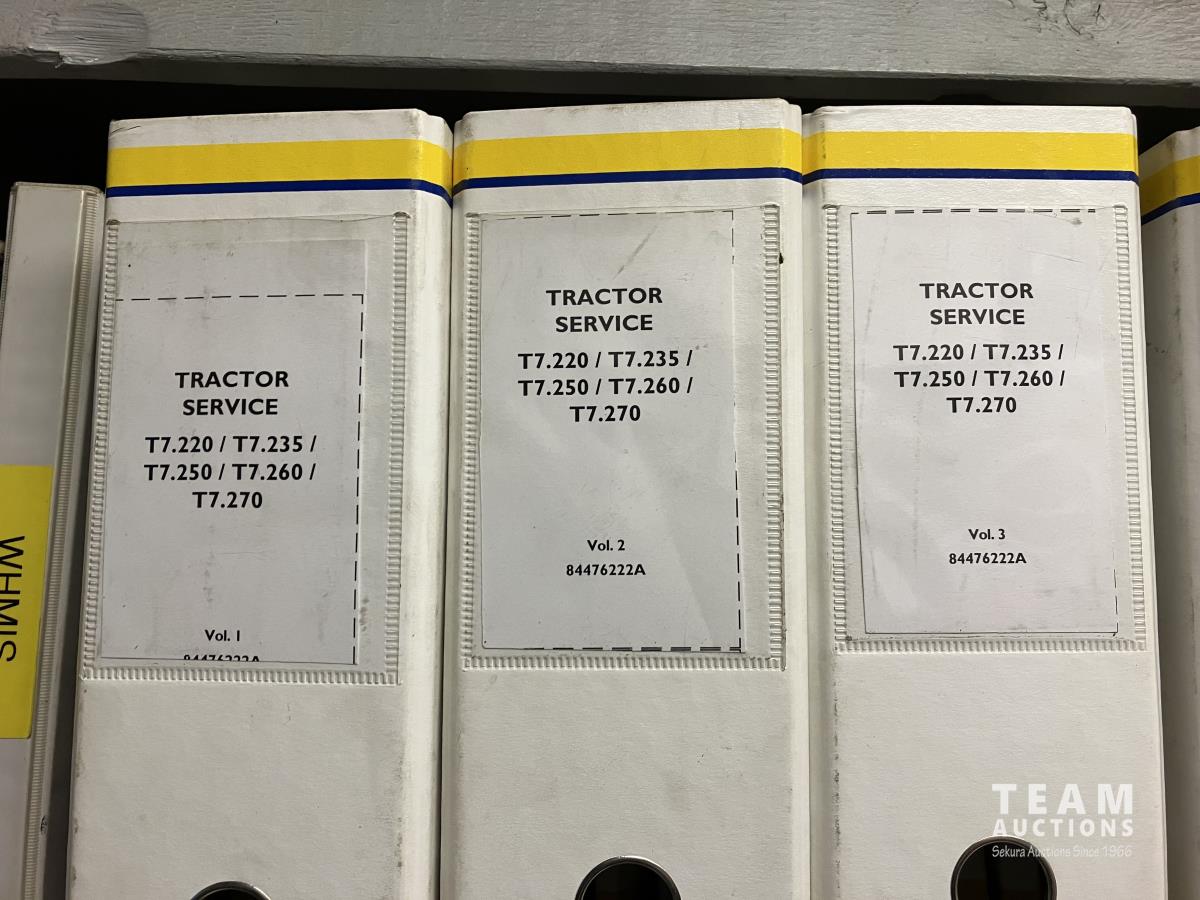 WHMIS
TRACTOR
SERVICE
T7.220 / T7.235 /
T7.250 / T7.260 /
T7.270
Vol. 1
84476222A
TRACTOR
SERVICE
T7.220 / T7.235 /
T7.250 / T7.260 /
T7.270
Vol. 2
84476222A
TRACTOR
SERVICE
T7.220 / T7.235 /
T7.250 / T7.260 /
T7.270
Vol. 3
84476222A
TEAM
AUCTIONS
Sekura Auctions Since 1966